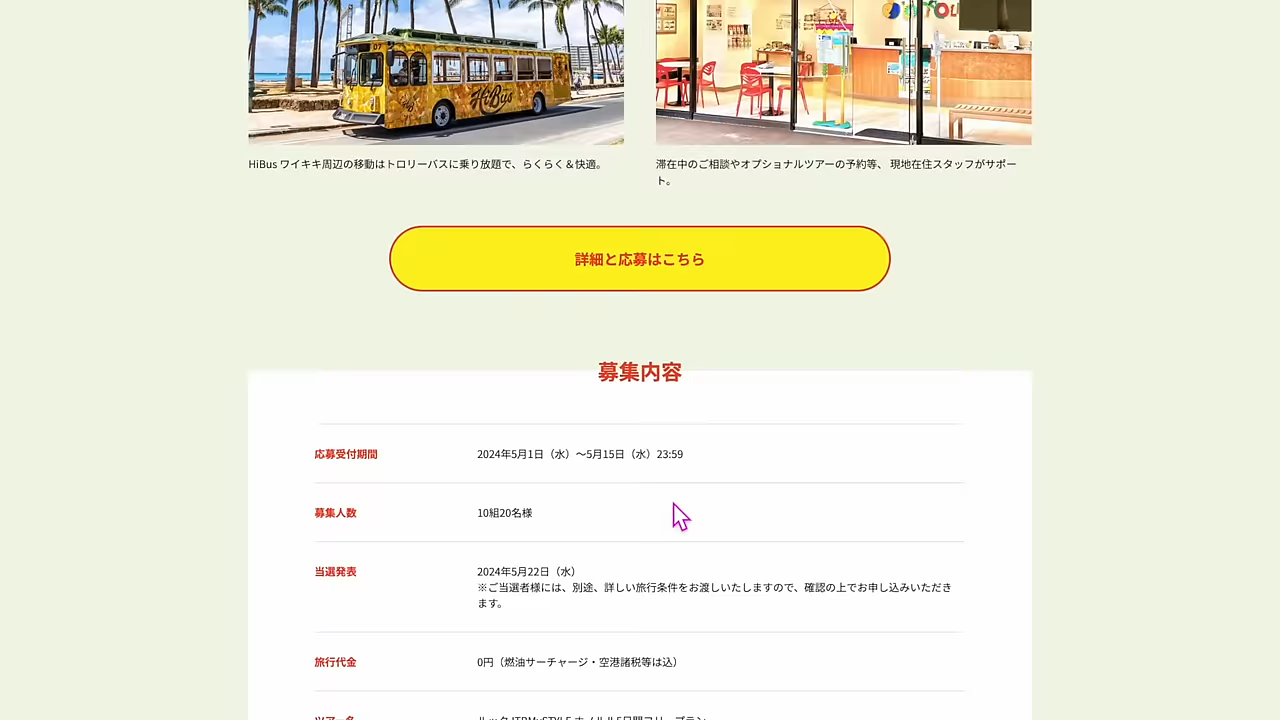 HiBus
HiBus ワイキキ周辺の移動はトロリーバスに乗り放題で、らくらく＆快適。
滞在中のご相談やオプショナルツアーの予約等、 現地在住スタッフがサポー
ト。
詳細と応募はこちら
募集内容
応募受付期間
2024年5月1日（水）〜5月15日（水）23:59
募集人数
10組20名様
当選発表
2024年5月22日（水）
※ご当選者様には、別途、詳しい旅行条件をお渡しいたしますので、確認の上でお申し込みいただき
ます。
旅行代金
0円（燃油サーチャージ・空港諸税等は込）